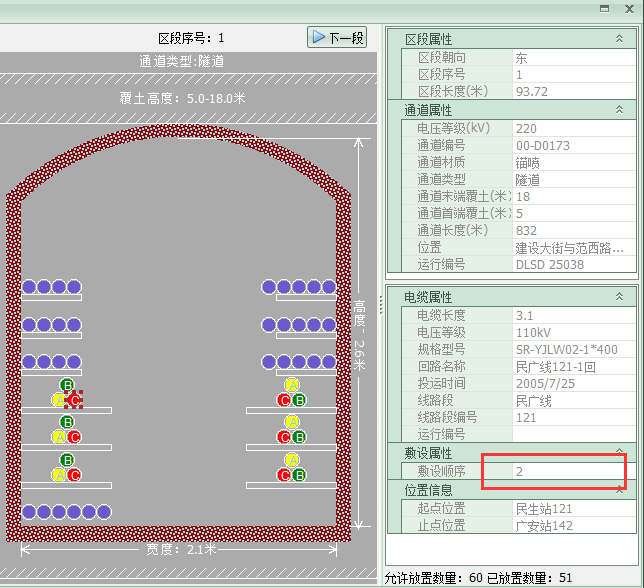 区段序号: 1
下一段
通道类型:隧道
覆土高度: 5.0-18.0米
高度: 2.6米
B
A C
A
C B
B
A C
A
C B
B
A C
A
C B
宽度: 2.1米
区段属性
区段朝向 东
区段序号 1
区段长度(米) 93.72
通道属性
电压等级(kV) 220
通道编号 00-D0173
通道材质 锚喷
通道类型 隧道
通道末端覆土(米) 18
通道首端覆土(米) 5
通道长度(米) 832
位置 建设大街与范西路...
运行编号 DLSD 25038
电缆属性
电缆长度 3.1
电压等级 110kV
规格型号 SR-YJLW02-1*400
回路名称 民广线121-1回
投运时间 2005/7/25
线路段 民广线
线路段编号 121
运行编号
敷设属性
敷设顺序 2
位置信息
起点位置 民生站121
止点位置 广安站142
允许放置数量: 60 已放置数量: 51